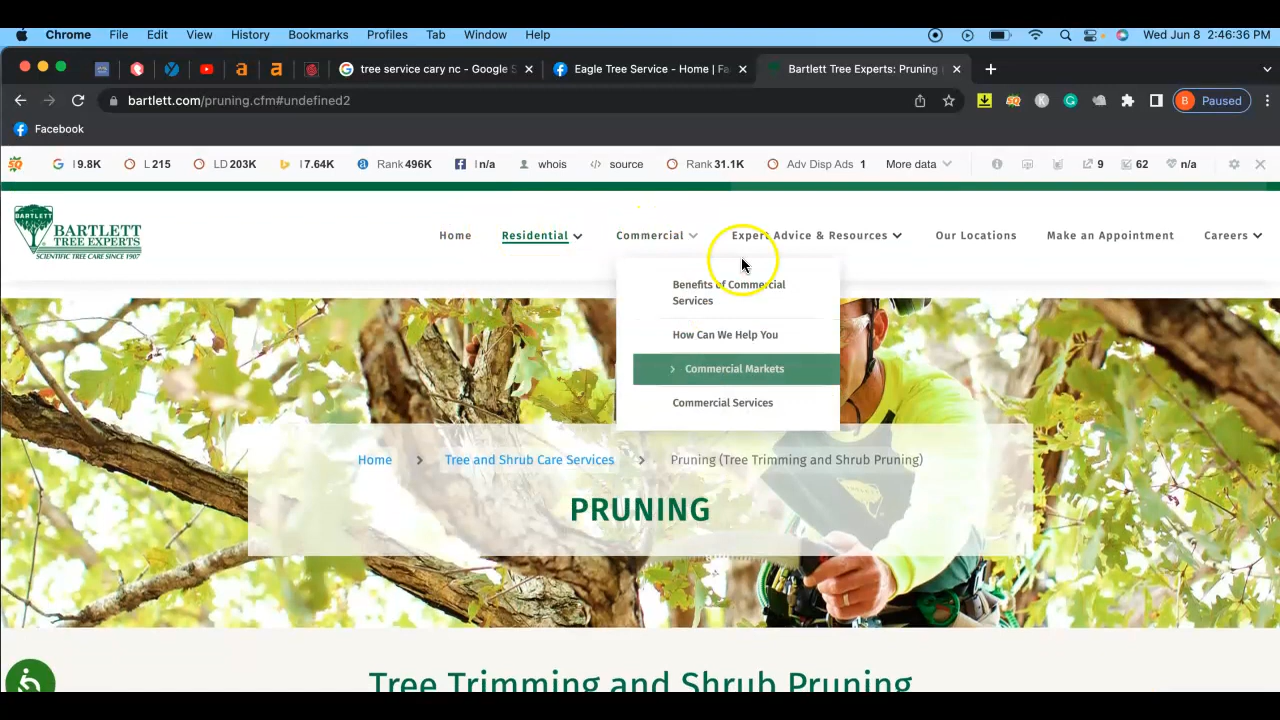 Chrome File Edit View History Bookmarks Profiles Tab Window Help Wed Jun 8 2:46:36 PM
tree service cary nc - Google S Eagle Tree Service - Home | Fa Bartlett Tree Experts: Pruning
bartlett.com/pruning.cfm#undefined2 B Paused
Facebook
I 9.8K L 215 LD 203K I 7.64K Rank 496K I n/a whois source Rank 31.1K Adv Disp Ads 1 More data 9 62 n/a
BARTLETT
BARTLETT
TREE EXPERTS
SCIENTIFIC TREE CARE SINCE 1907
Home Residential Commercial Expert Advice & Resources Our Locations Make an Appointment Careers
Benefits of Commercial
Services
How Can We Help You
Commercial Markets
Commercial Services
Home > Tree and Shrub Care Services > Pruning (Tree Trimming and Shrub Pruning)
PRUNING
Tree Trimming and Shrub Pruning